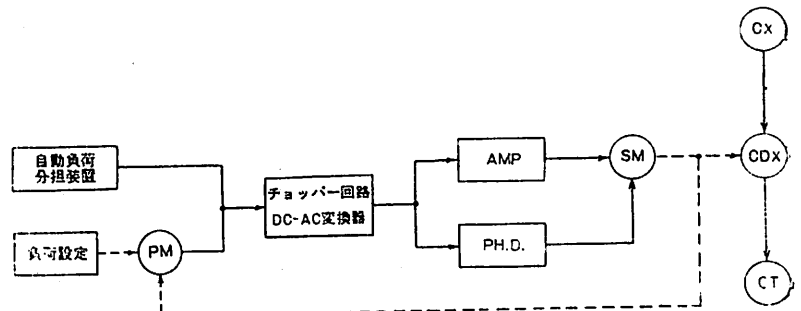 CX
自動負荷
分担装置
チョッパー回路
DC-AC変換器
AMP
SM
CDX
負荷設定
PM
PH.D.
CT